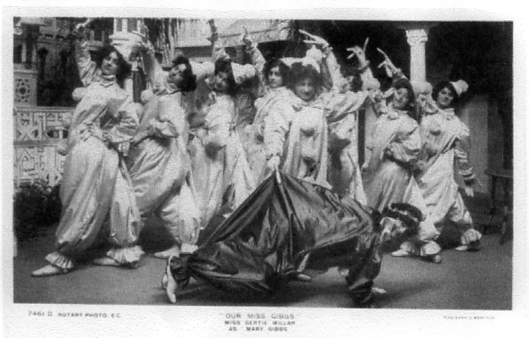 7461 D ROTARY PHOTO. E.C.
"OUR MISS GIBBS"
MISS GERTIE MILLAR
AS "MARY GIBBS"